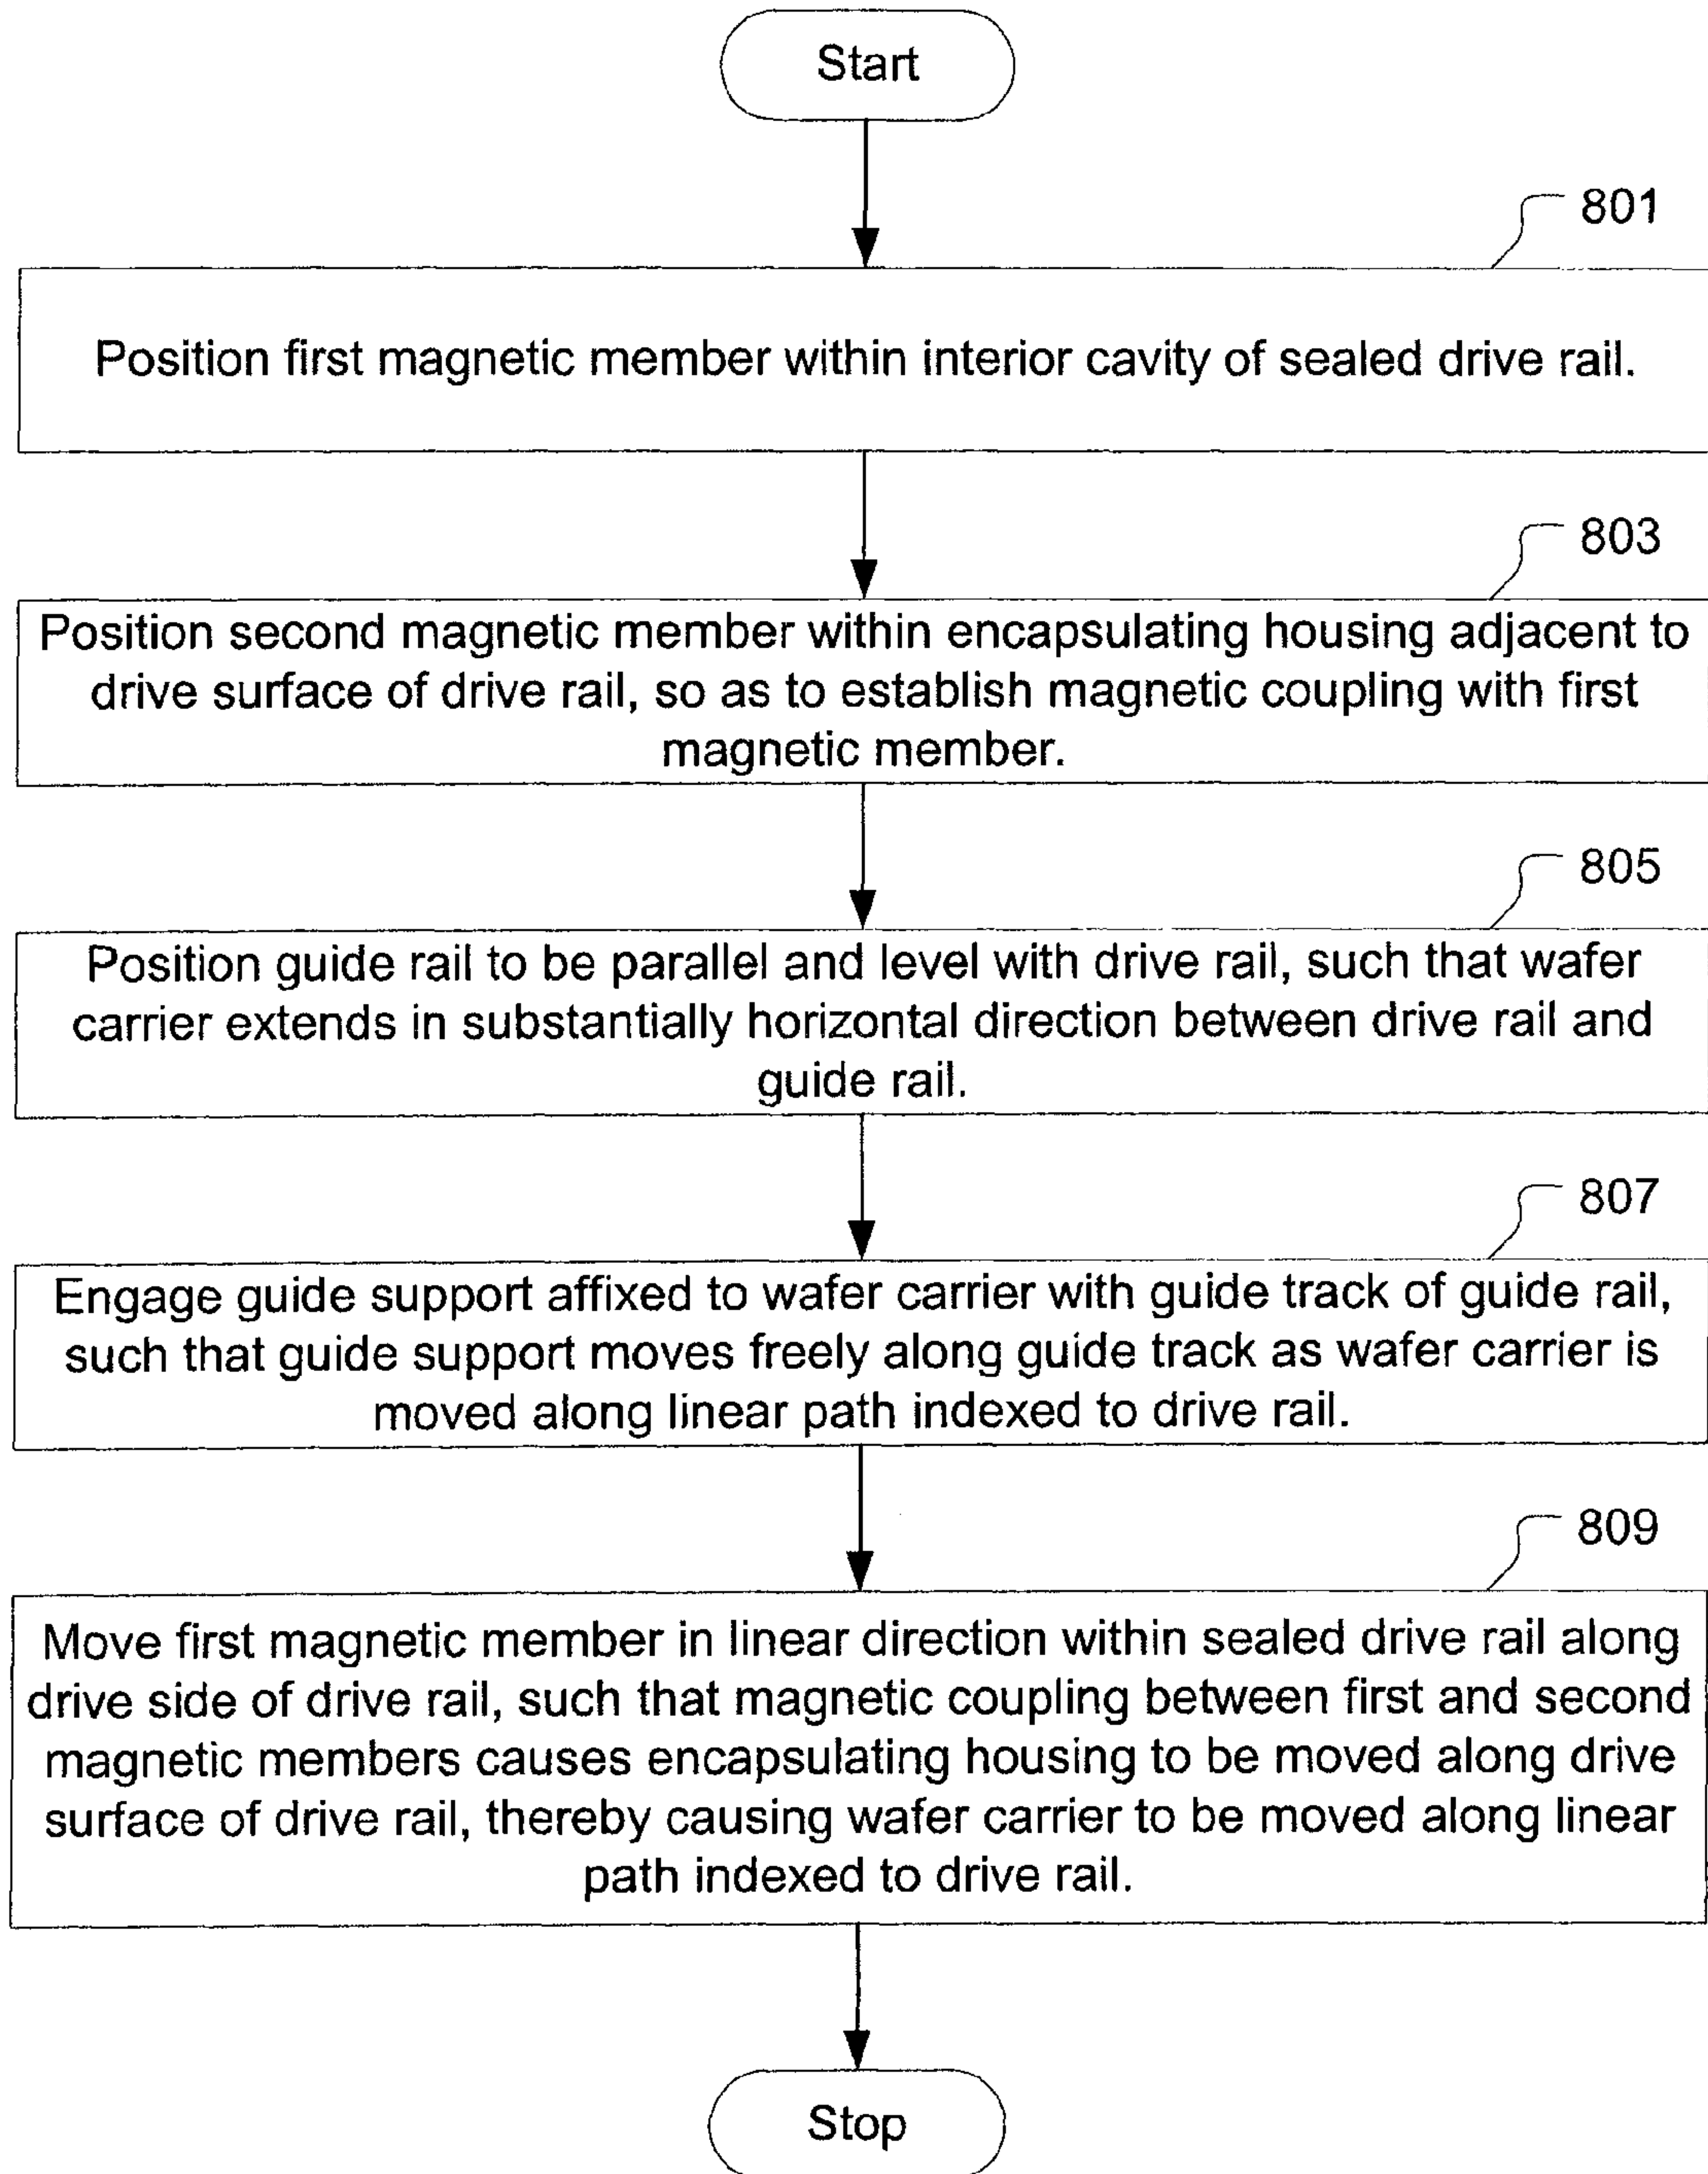 Start
801
Position first magnetic member within interior cavity of sealed drive rail.
803
Position second magnetic member within encapsulating housing adjacent to
drive surface of drive rail, so as to establish magnetic coupling with first
magnetic member.
805
Position guide rail to be parallel and level with drive rail, such that wafer
carrier extends in substantially horizontal direction between drive rail and
guide rail.
807
Engage guide support affixed to wafer carrier with guide track of guide rail,
such that guide support moves freely along guide track as wafer carrier is
moved along linear path indexed to drive rail.
809
Move first magnetic member in linear direction within sealed drive rail along
drive side of drive rail, such that magnetic coupling between first and second
magnetic members causes encapsulating housing to be moved along drive
surface of drive rail, thereby causing wafer carrier to be moved along linear
path indexed to drive rail.
Stop